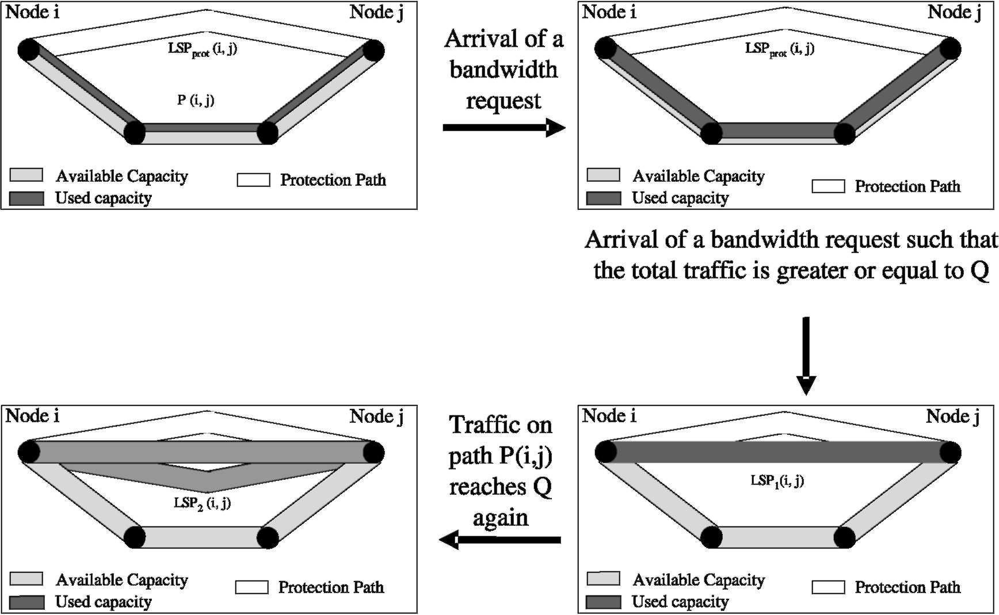 Node i
Node j
LSPprot (i, j)
P (i, j)
Available Capacity
Used capacity
Protection Path
Arrival of a
bandwidth
request
Node i
Node j
LSPprot (i, j)
Available Capacity
Used capacity
Protection Path
Arrival of a bandwidth request such that
the total traffic is greater or equal to Q
Node i
Node j
LSP1(i, j)
Available Capacity
Used capacity
Protection Path
Traffic on
path P(i,j)
reaches Q
again
Node i
Node j
LSP2 (i, j)
Available Capacity
Used capacity
Protection Path